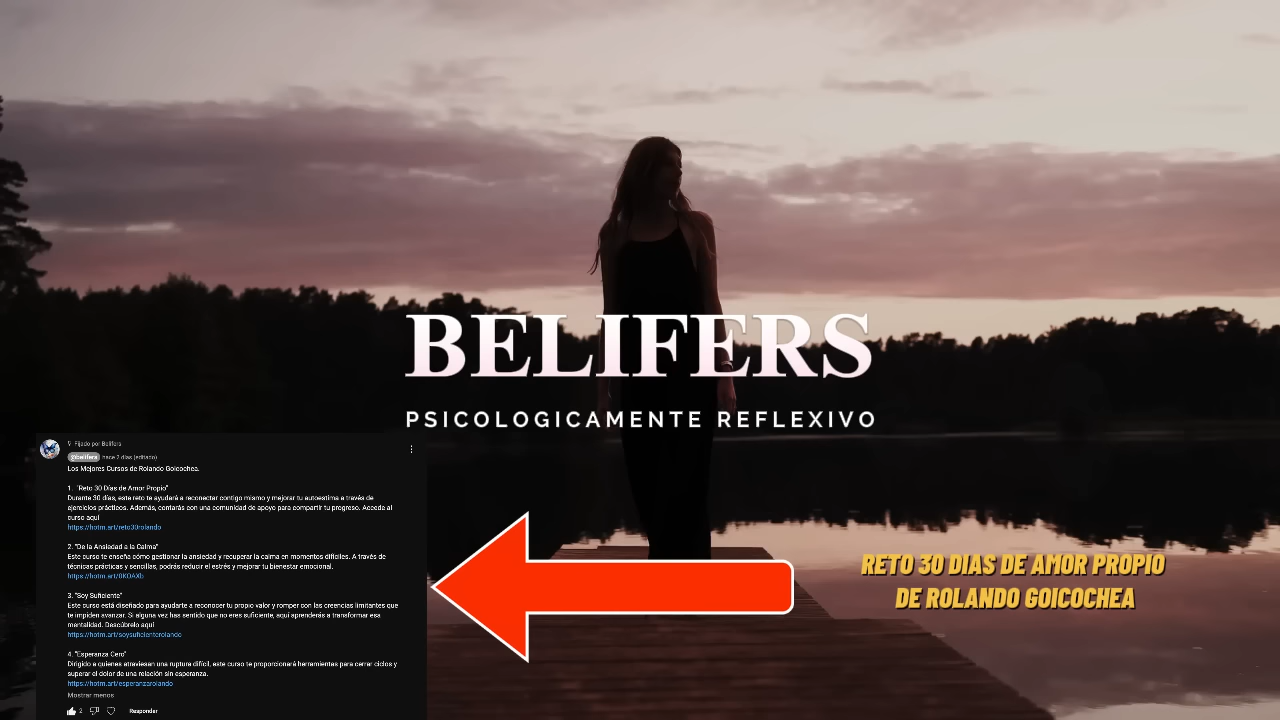 BELIFERS
PSICOLOGICAMENTE REFLEXIVO
Fijado por Belifers
@belifers hace 2 días (editado)
Los Mejores Cursos de Rolando Goicochea.
1. "Reto 30 Días de Amor Propio"
Durante 30 días, este reto te ayudará a reconectar contigo mismo y mejorar tu autoestima a través de
ejercicios prácticos. Además, contarás con una comunidad de apoyo para compartir tu progreso. Accede al
curso aquí
https://hotm.art/reto30rolando
2. "De la Ansiedad a la Calma"
Este curso te enseña cómo gestionar la ansiedad y recuperar la calma en momentos difíciles. A través de
técnicas prácticas y sencillas, podrás reducir el estrés y mejorar tu bienestar emocional.
https://hotm.art/0KOAXb
3. "Soy Suficiente"
Este curso está diseñado para ayudarte a reconocer tu propio valor y romper con las creencias limitantes que
te impiden avanzar. Si alguna vez has sentido que no eres suficiente, aquí aprenderás a transformar esa
mentalidad. Descúbrelo aquí
https://hotm.art/soysuficienterolando
4. "Esperanza Cero"
Dirigido a quienes atraviesan una ruptura difícil, este curso te proporcionará herramientas para cerrar ciclos y
superar el dolor de una relación sin esperanza.
https://hotm.art/esperanzarolando
Mostrar menos
2 Responder
RETO 30 DIAS DE AMOR PROPIO
DE ROLANDO GOICOCHEA